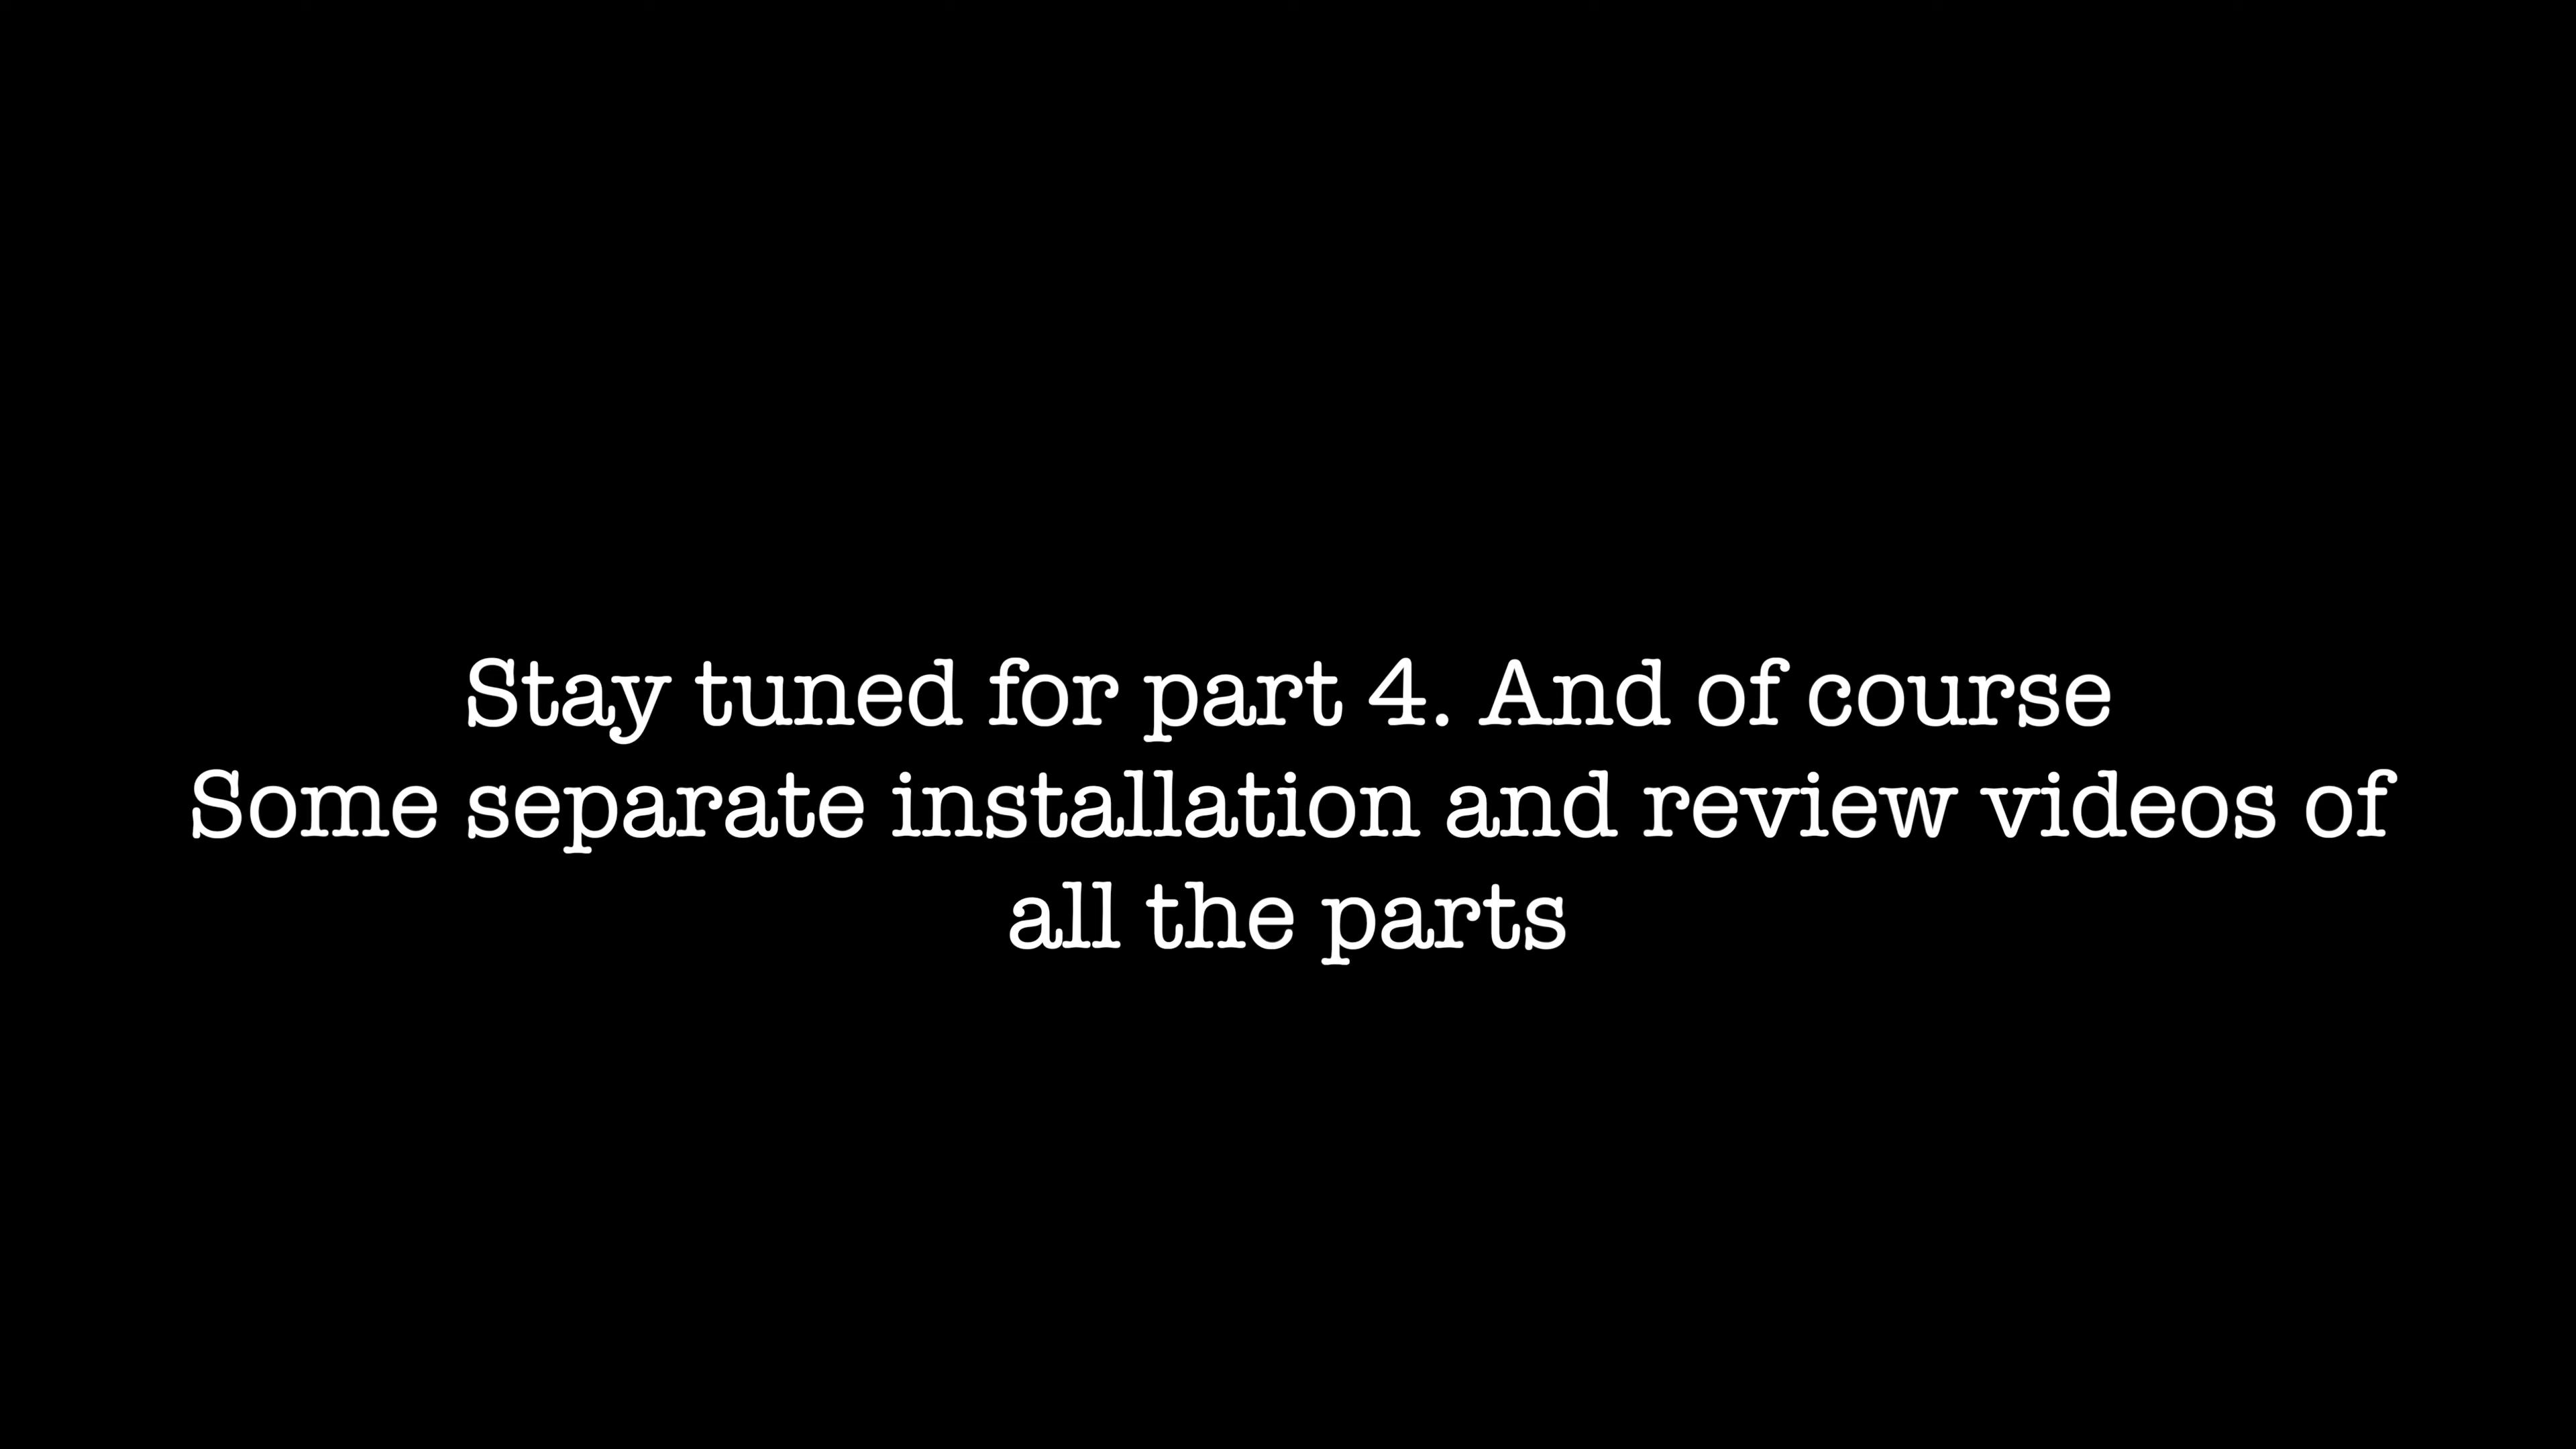 Stay tuned for part 4. And of course
Some separate installation and review videos of
all the parts